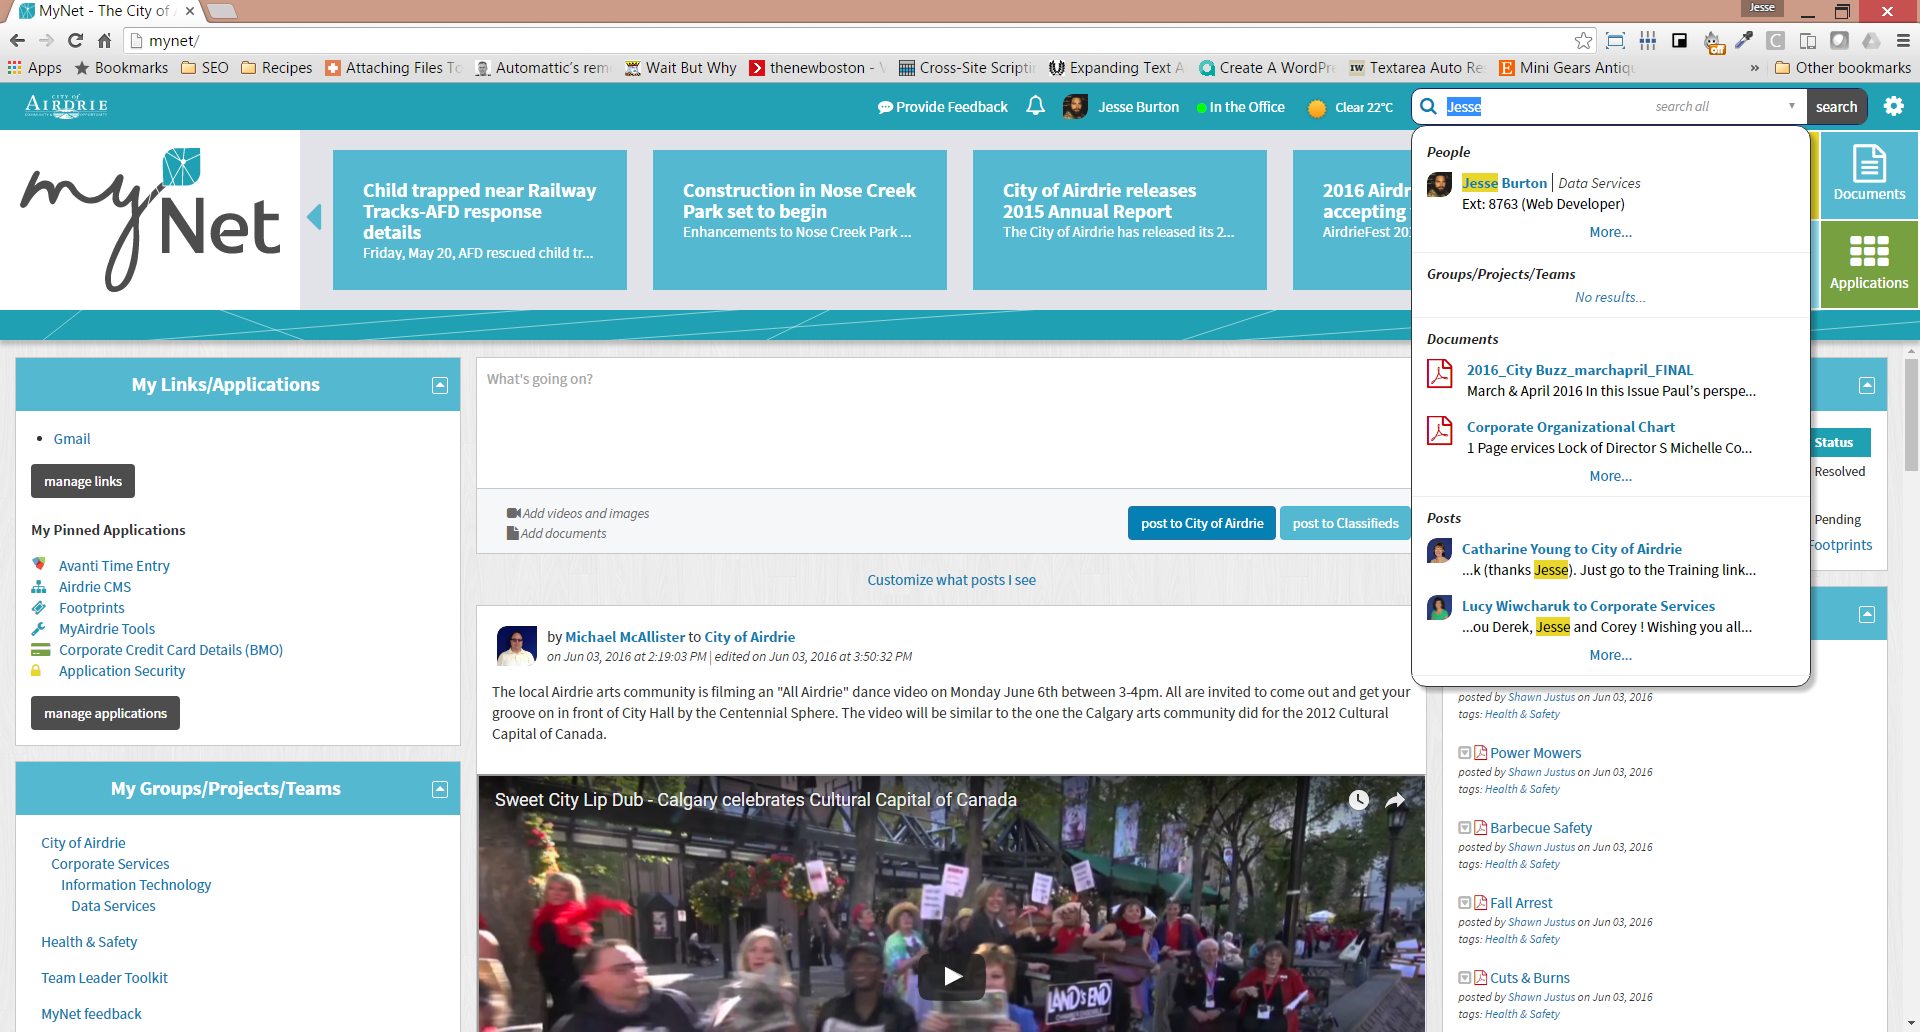 MyNet - The City of A
Jesse
mynet/
Apps Bookmarks SEO Recipes Attaching Files To Automattic's rem Wait But Why thenewboston - Cross-Site Scripti Expanding Text A Create A WordPre Textarea Auto Re Mini Gears Antiqu » Other bookmarks
CITY OF
AIRDRIE
Provide Feedback Jesse Burton In the Office Clear 22°C Jesse search all search
my Net
Child trapped near Railway
Tracks-AFD response
details
Friday, May 20, AFD rescued child tr...
Construction in Nose Creek
Park set to begin
Enhancements to Nose Creek Park ...
City of Airdrie releases
2015 Annual Report
The City of Airdrie has released its 2...
2016 Airdr
accepting
AirdrieFest 201
Documents
Applications
People
Jesse Burton | Data Services
Ext: 8763 (Web Developer)
More...
Groups/Projects/Teams
No results...
Documents
2016_City Buzz_marchapril_FINAL
March & April 2016 In this Issue Paul's perspe...
Corporate Organizational Chart
1 Page ervices Lock of Director S Michelle Co...
More...
Posts
Catharine Young to City of Airdrie
...k (thanks Jesse). Just go to the Training link...
Lucy Wiwcharuk to Corporate Services
...ou Derek, Jesse and Corey ! Wishing you all...
More...
My Links/Applications
Gmail
manage links
My Pinned Applications
Avanti Time Entry
Airdrie CMS
Footprints
MyAirdrie Tools
Corporate Credit Card Details (BMO)
Application Security
manage applications
My Groups/Projects/Teams
City of Airdrie
Corporate Services
Information Technology
Data Services
Health & Safety
Team Leader Toolkit
MyNet feedback
What's going on?
Add videos and images
Add documents
post to City of Airdrie post to Classifieds
Customize what posts I see
by Michael McAllister to City of Airdrie
on Jun 03, 2016 at 2:19:03 PM | edited on Jun 03, 2016 at 3:50:32 PM
The local Airdrie arts community is filming an "All Airdrie" dance video on Monday June 6th between 3-4pm. All are invited to come out and get your
groove on in front of City Hall by the Centennial Sphere. The video will be similar to the one the Calgary arts community did for the 2012 Cultural
Capital of Canada.
Sweet City Lip Dub - Calgary celebrates Cultural Capital of Canada
LAND'S END
Status
Resolved
Pending
Footprints
posted by Shawn Justus on Jun 03, 2016
tags: Health & Safety
Power Mowers
posted by Shawn Justus on Jun 03, 2016
tags: Health & Safety
Barbecue Safety
posted by Shawn Justus on Jun 03, 2016
tags: Health & Safety
Fall Arrest
posted by Shawn Justus on Jun 03, 2016
tags: Health & Safety
Cuts & Burns
posted by Shawn Justus on Jun 03, 2016
tags: Health & Safety